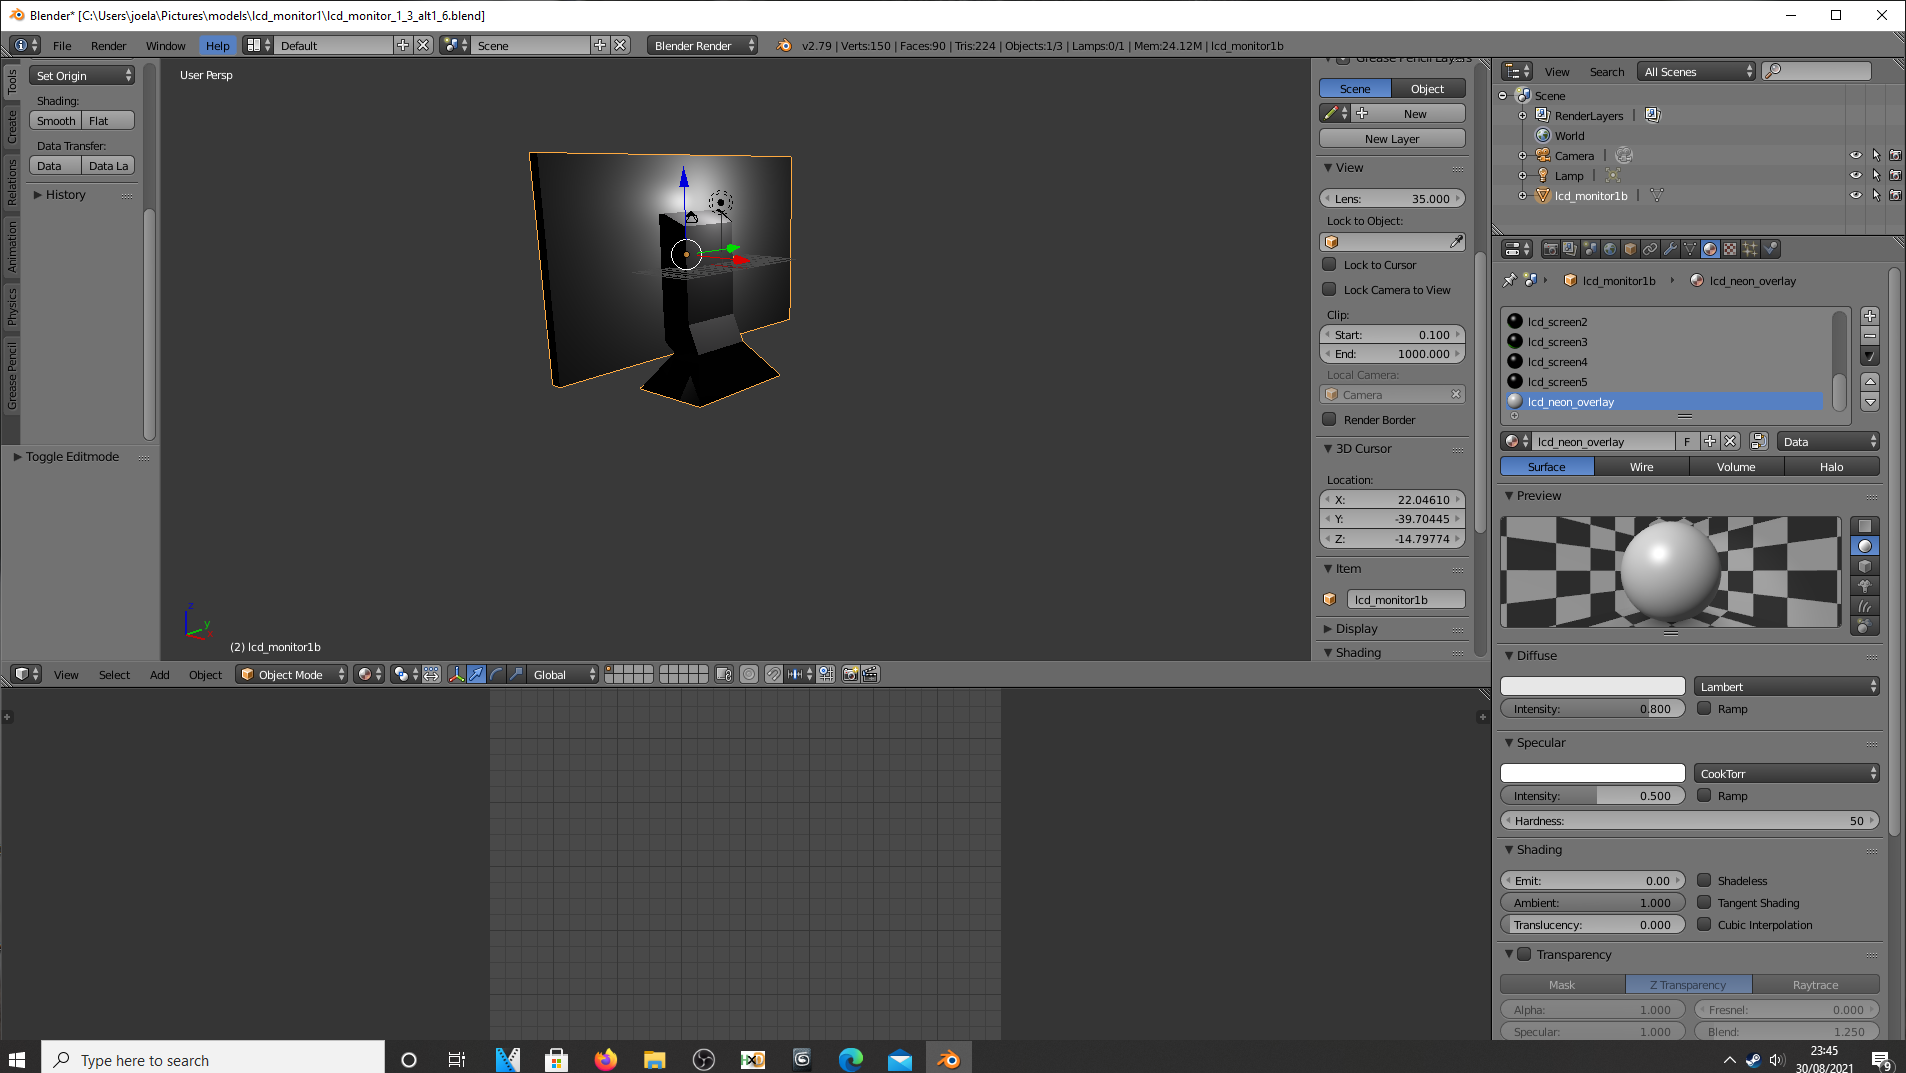 Blender* [C:\Users\joela\Pictures\models\lcd_monitor1\lcd_monitor_1_3_alt1_6.blend]
File Render Window Help Default Scene Blender Render v2.79 | Verts:150 | Faces:90 | Tris:224 | Objects:1/3 | Lamps:0/1 | Mem:24.12M | lcd_monitor1b
Tools
Create
Relations
Animation
Physics
Grease Pencil
Set Origin
Shading:
Smooth Flat
Data Transfer:
Data Data La
History
Toggle Editmode
User Persp
z
y
x
(2) lcd_monitor1b
View Select Add Object Object Mode Global
Grease Pencil Layers
Scene Object
New
New Layer
View
Lens: 35.000
Lock to Object:
Lock to Cursor
Lock Camera to View
Clip:
Start: 0.100
End: 1000.000
Local Camera:
Camera
Render Border
3D Cursor
Location:
X: 22.04610
Y: -39.70445
Z: -14.79774
Item
lcd_monitor1b
Display
Shading
View Search All Scenes
Scene
RenderLayers
World
Camera
Lamp
lcd_monitor1b
lcd_monitor1b lcd_neon_overlay
lcd_screen2
lcd_screen3
lcd_screen4
lcd_screen5
lcd_neon_overlay
lcd_neon_overlay F Data
Surface Wire Volume Halo
Preview
Diffuse
Lambert
Intensity: 0.800 Ramp
Specular
CookTorr
Intensity: 0.500 Ramp
Hardness: 50
Shading
Emit: 0.00 Shadeless
Ambient: 1.000 Tangent Shading
Translucency: 0.000 Cubic Interpolation
Transparency
Mask Z Transparency Raytrace
Alpha: 1.000 Fresnel: 0.000
Specular: 1.000 Blend: 1.250
Type here to search
23:45
30/08/2021
9